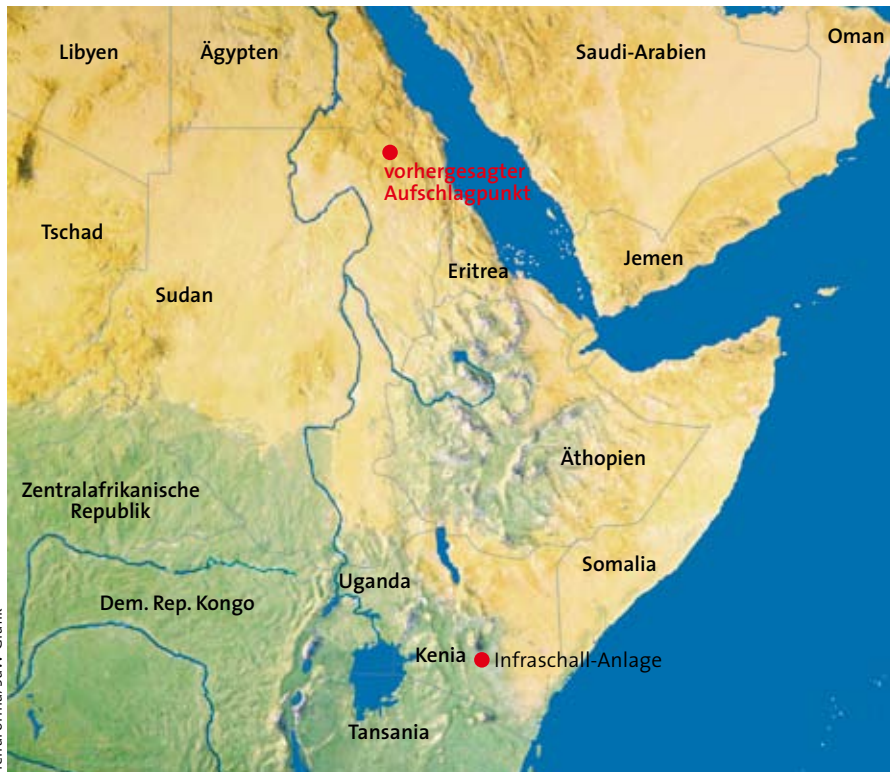 Libyen
Ägypten
Saudi-Arabien
Oman
vorhergesagter
Aufschlagpunkt
Tschad
Sudan
Eritrea
Jemen
Äthopien
Zentralafrikanische
Republik
Somalia
Uganda
Dem. Rep. Kongo
Kenia
Infraschall-Anlage
Tansania